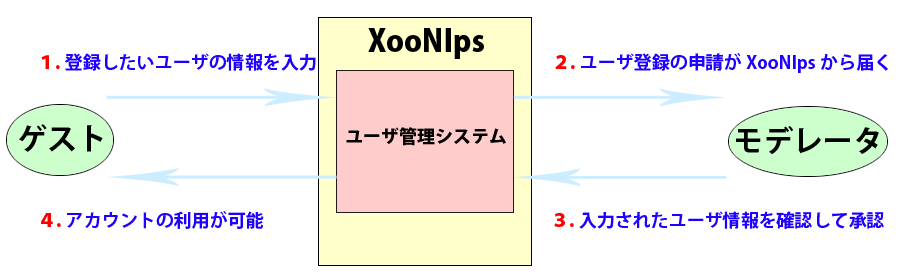 XooNIps
1. 登録したいユーザの情報を入力
2. ユーザ登録の申請が XooNIps から届く
ゲスト
ユーザ管理システム
モデレータ
4. アカウントの利用が可能
3. 入力されたユーザ情報を確認して承認